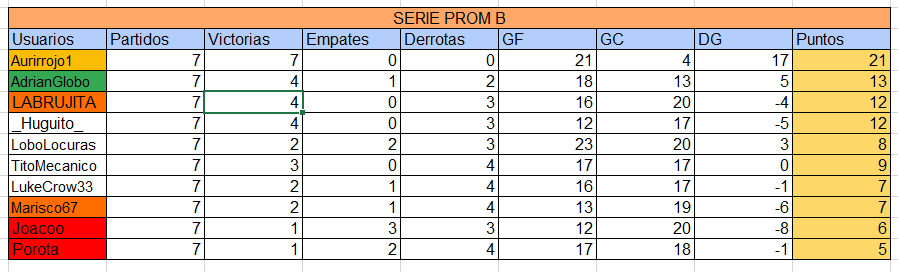 SERIE PROM B
Usuarios Partidos Victorias Empates Derrotas GF GC DG Puntos
Aurirrojo1 7 7 0 0 21 4 17 21
AdrianGlobo 7 4 1 2 18 13 5 13
LABRUJITA 7 4 0 3 16 20 -4 12
_Huguito_ 7 4 0 3 12 17 -5 12
LoboLocuras 7 2 2 3 23 20 3 8
TitoMecanico 7 3 0 4 17 17 0 9
LukeCrow33 7 2 1 4 16 17 -1 7
Marisco67 7 2 1 4 13 19 -6 7
Joacoo 7 1 3 3 12 20 -8 6
Porota 7 1 2 4 17 18 -1 5